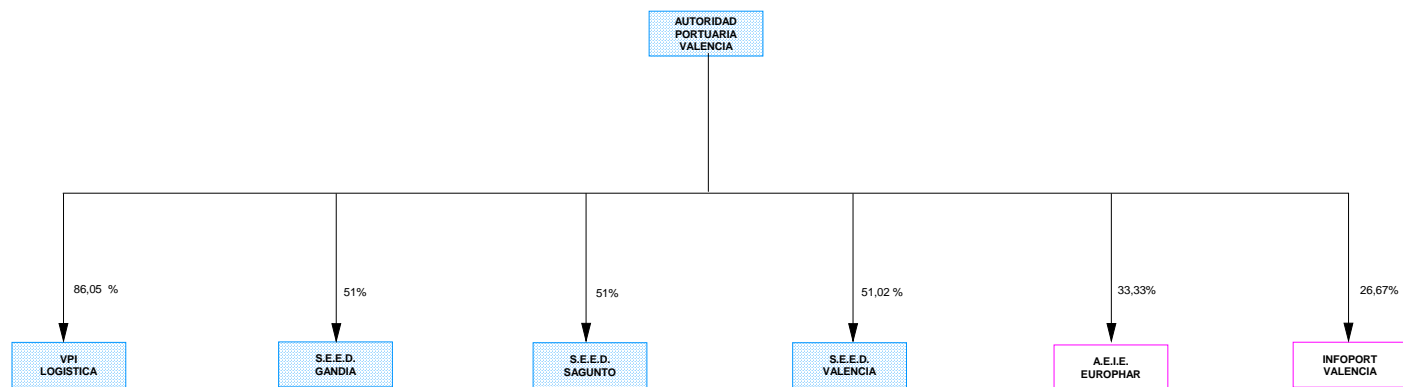 AUTORIDAD
PORTUARIA
VALENCIA
86,05 %
51%
51%
51,02 %
33,33%
26,67%
VPI
LOGISTICA
S.E.E.D.
GANDIA
S.E.E.D.
SAGUNTO
S.E.E.D.
VALENCIA
A.E.I.E.
EUROPHAR
INFOPORT
VALENCIA